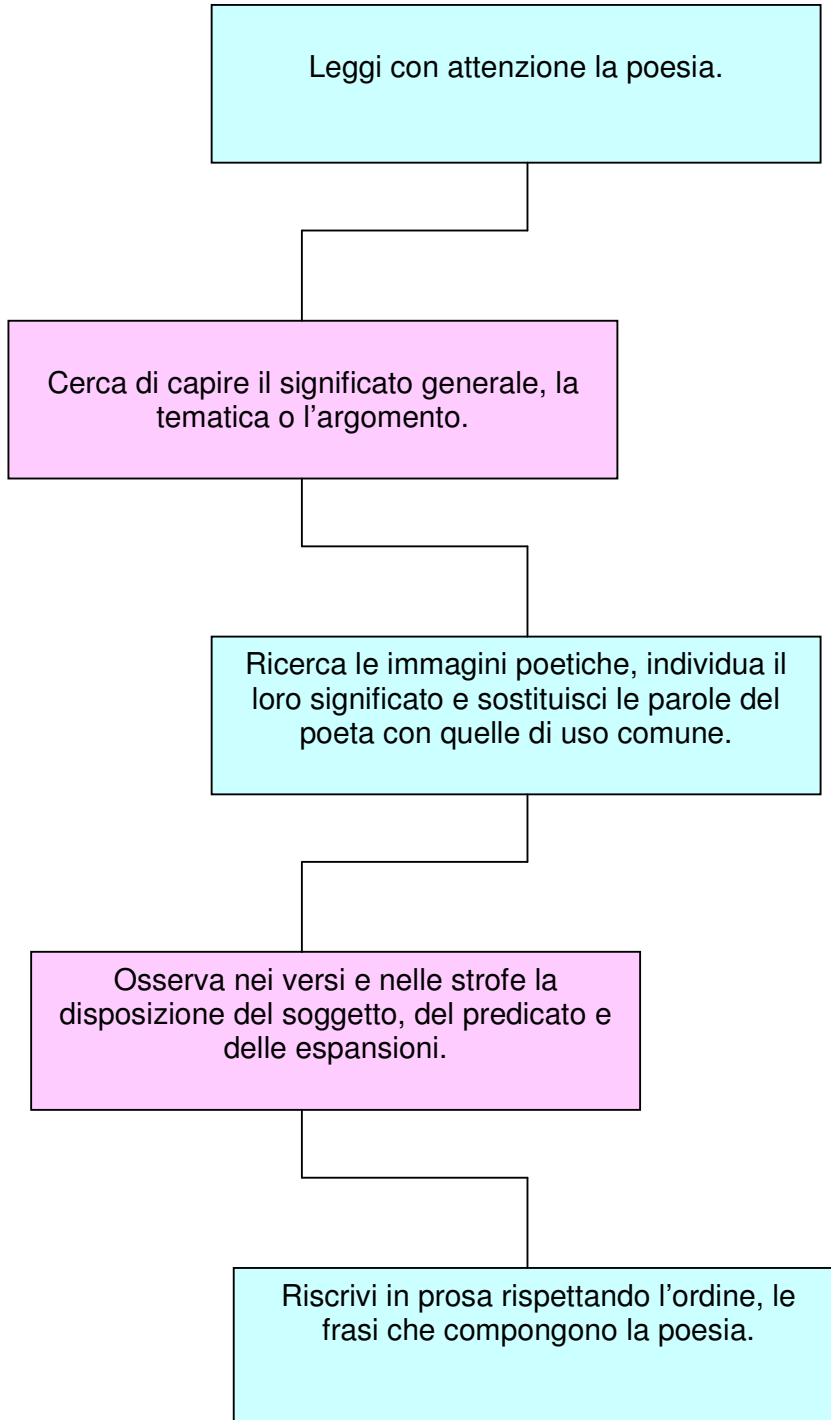 Leggi con attenzione la poesia.
Cerca di capire il significato generale, la
tematica o l'argomento.
Ricerca le immagini poetiche, individua il
loro significato e sostituisci le parole del
poeta con quelle di uso comune.
Osserva nei versi e nelle strofe la
disposizione del soggetto, del predicato e
delle espansioni.
Riscrivi in prosa rispettando l'ordine, le
frasi che compongono la poesia.